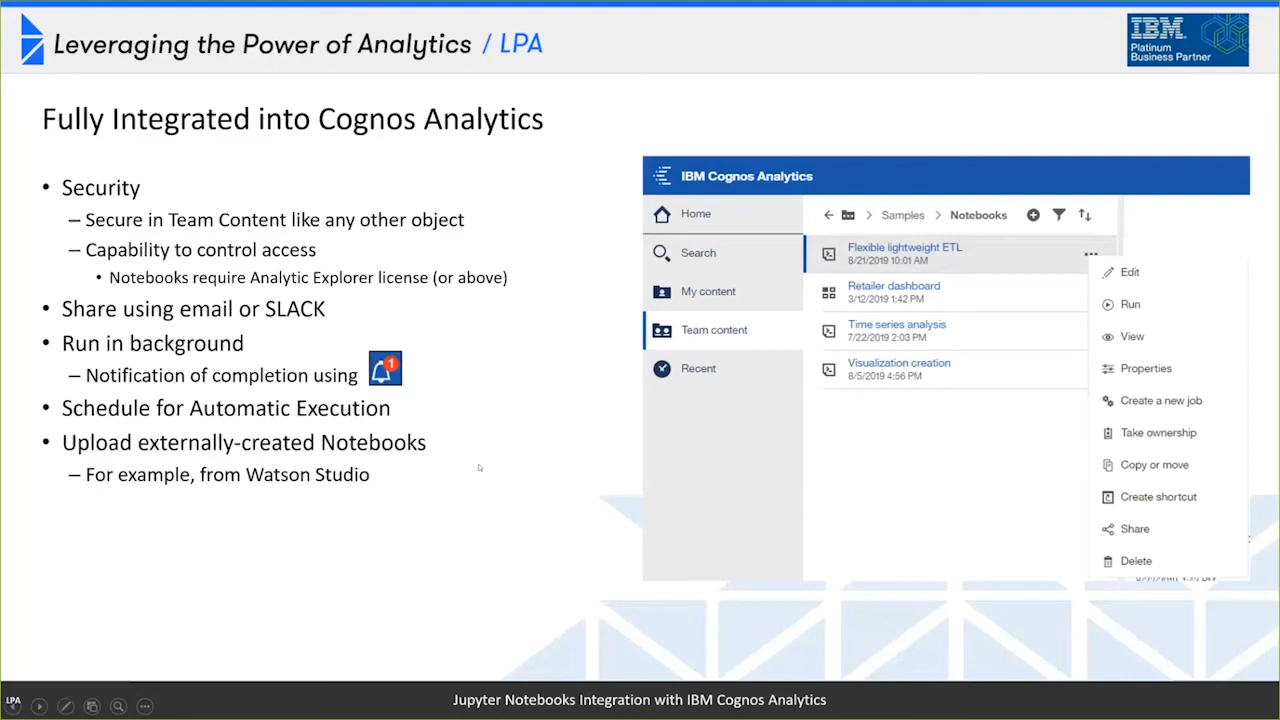 Leveraging the Power of Analytics / LPA
IBM
Platinum
Business Partner
Fully Integrated into Cognos Analytics
• Security
– Secure in Team Content like any other object
– Capability to control access
• Notebooks require Analytic Explorer license (or above)
• Share using email or SLACK
• Run in background
– Notification of completion using
1
• Schedule for Automatic Execution
• Upload externally-created Notebooks
– For example, from Watson Studio
IBM Cognos Analytics
Home
Search
My content
Team content
Recent
Samples > Notebooks
Flexible lightweight ETL
8/21/2019 10:01 AM
Retailer dashboard
3/12/2019 1:42 PM
Time series analysis
7/22/2019 2:03 PM
Visualization creation
8/5/2019 4:56 PM
Edit
Run
View
Properties
Create a new job
Take ownership
Copy or move
Create shortcut
Share
Delete
LPA
Jupyter Notebooks Integration with IBM Cognos Analytics